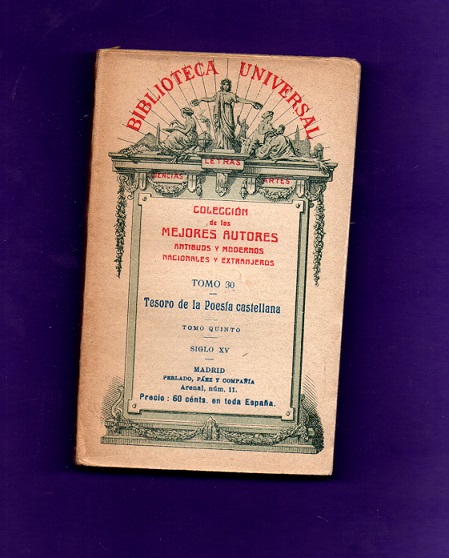 BIBLIOTECA UNIVERSAL
LETRAS
CIENCIAS
ARTES
COLECCIÓN
de los
MEJORES AUTORES
ANTIGUOS Y MODERNOS
NACIONALES Y EXTRANJEROS
TOMO 30
Tesoro de la Poesía castellana
TOMO QUINTO
SIGLO XV
MADRID
PERLADO, PÁEZ Y COMPAÑÍA
Arenal, núm. 11.
Precio: 60 cénts. en toda España.